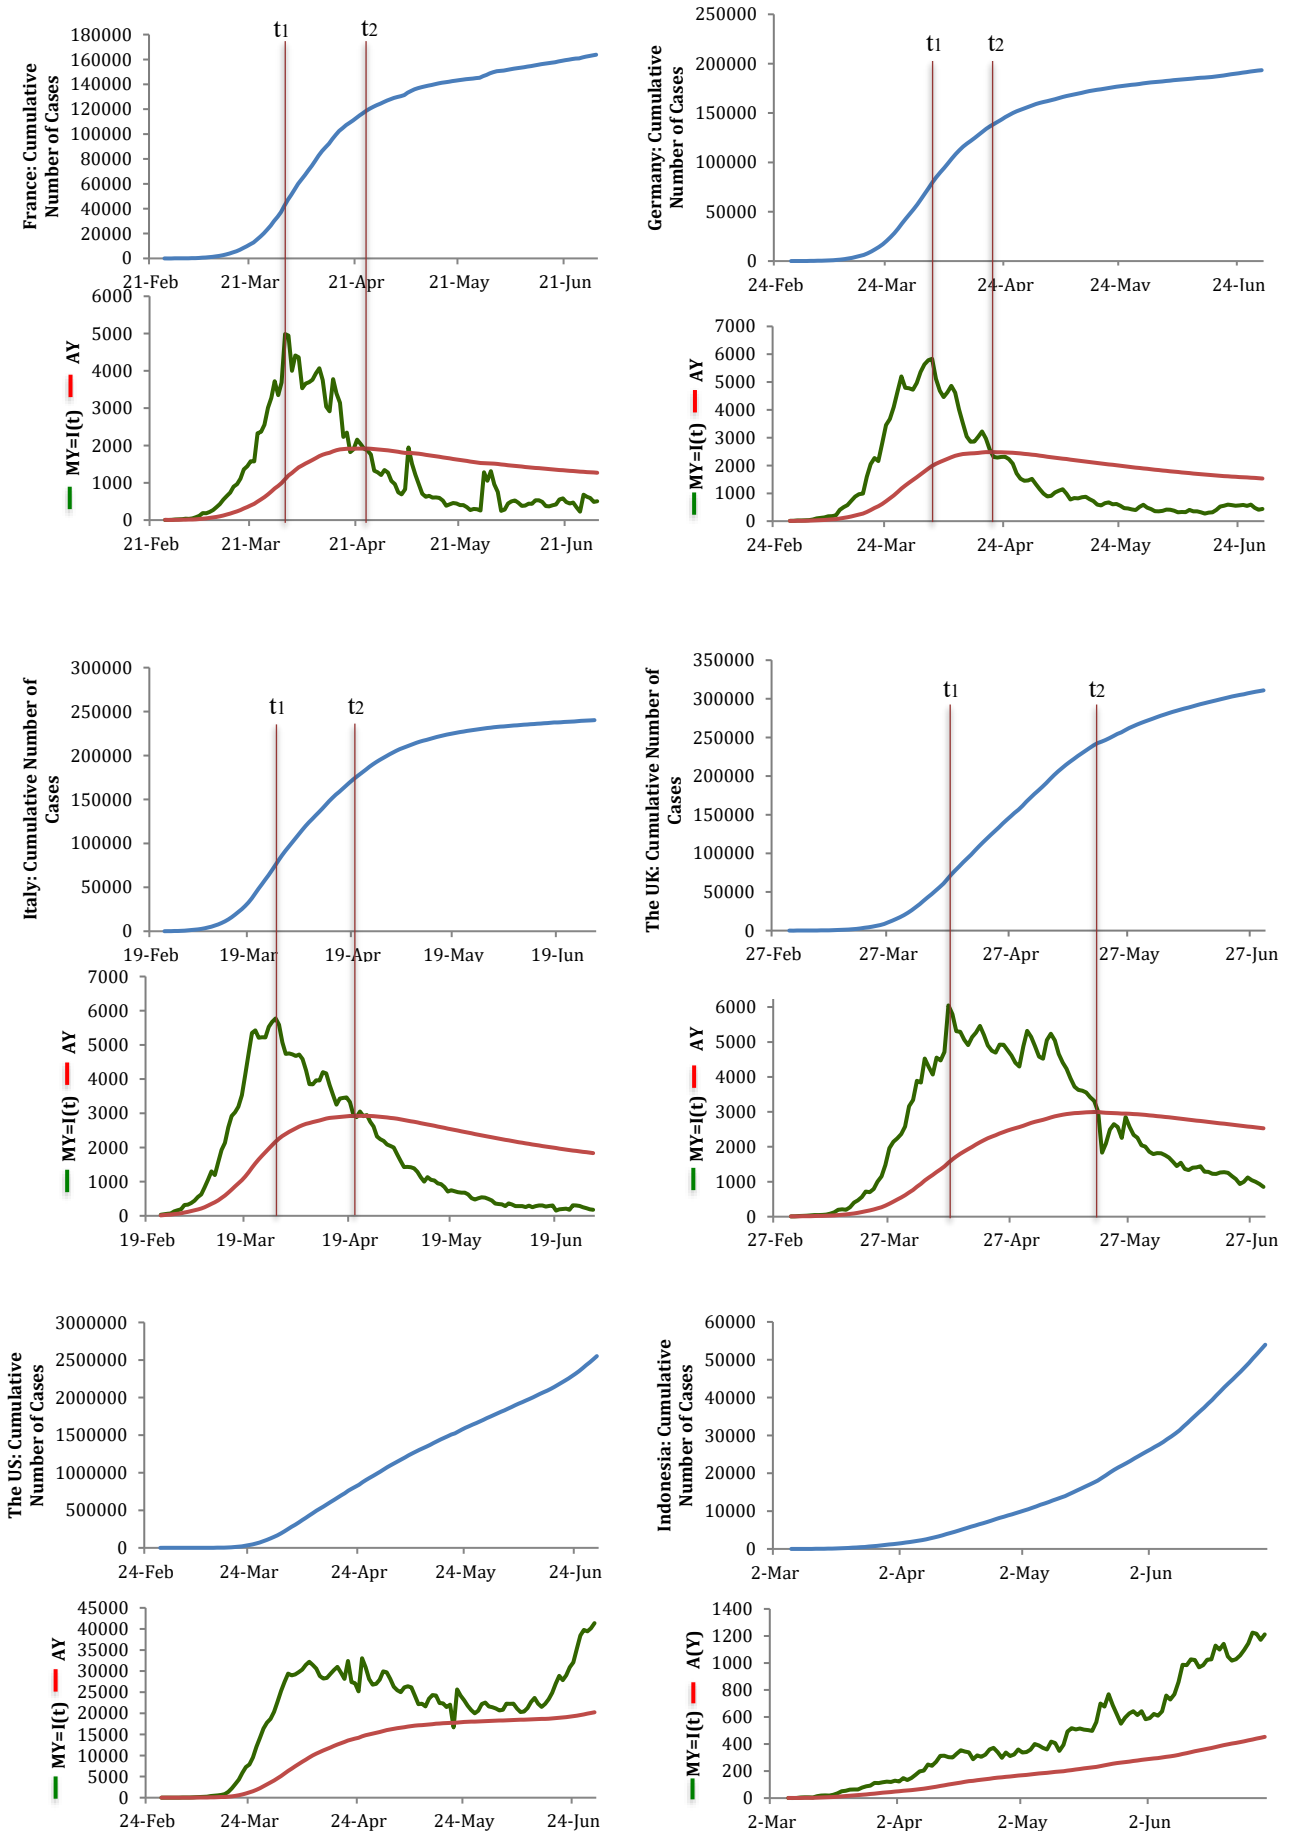 France: Cumulative
Number of Cases
t1
t2
180000
160000
140000
120000
100000
80000
60000
40000
20000
0
21-Feb
21-Mar
21-Apr
21-May
21-Jun
MY=I(t)
AY
6000
5000
4000
3000
2000
1000
0
21-Feb
21-Mar
21-Apr
21-May
21-Jun
Germany: Cumulative
Number of Cases
t1
t2
250000
200000
150000
100000
50000
0
24-Feb
24-Mar
24-Apr
24-May
24-Jun
MY=I(t)
AY
7000
6000
5000
4000
3000
2000
1000
0
24-Feb
24-Mar
24-Apr
24-May
24-Jun
Italy: Cumulative Number of
Cases
t1
t2
300000
250000
200000
150000
100000
50000
0
19-Feb
19-Mar
19-Apr
19-May
19-Jun
MY=I(t)
AY
7000
6000
5000
4000
3000
2000
1000
0
19-Feb
19-Mar
19-Apr
19-May
19-Jun
The UK: Cumulative Number of
Cases
t1
t2
350000
300000
250000
200000
150000
100000
50000
0
27-Feb
27-Mar
27-Apr
27-May
27-Jun
MY=I(t)
AY
6000
5000
4000
3000
2000
1000
0
27-Feb
27-Mar
27-Apr
27-May
27-Jun
The US: Cumulative
Number of Cases
3000000
2500000
2000000
1500000
1000000
500000
0
24-Feb
24-Mar
24-Apr
24-May
24-Jun
MY=I(t)
AY
45000
40000
35000
30000
25000
20000
15000
10000
5000
0
24-Feb
24-Mar
24-Apr
24-May
24-Jun
Indonesia: Cumulative
Number of Cases
60000
50000
40000
30000
20000
10000
0
2-Mar
2-Apr
2-May
2-Jun
MY=I(t)
A(Y)
1400
1200
1000
800
600
400
200
0
2-Mar
2-Apr
2-May
2-Jun